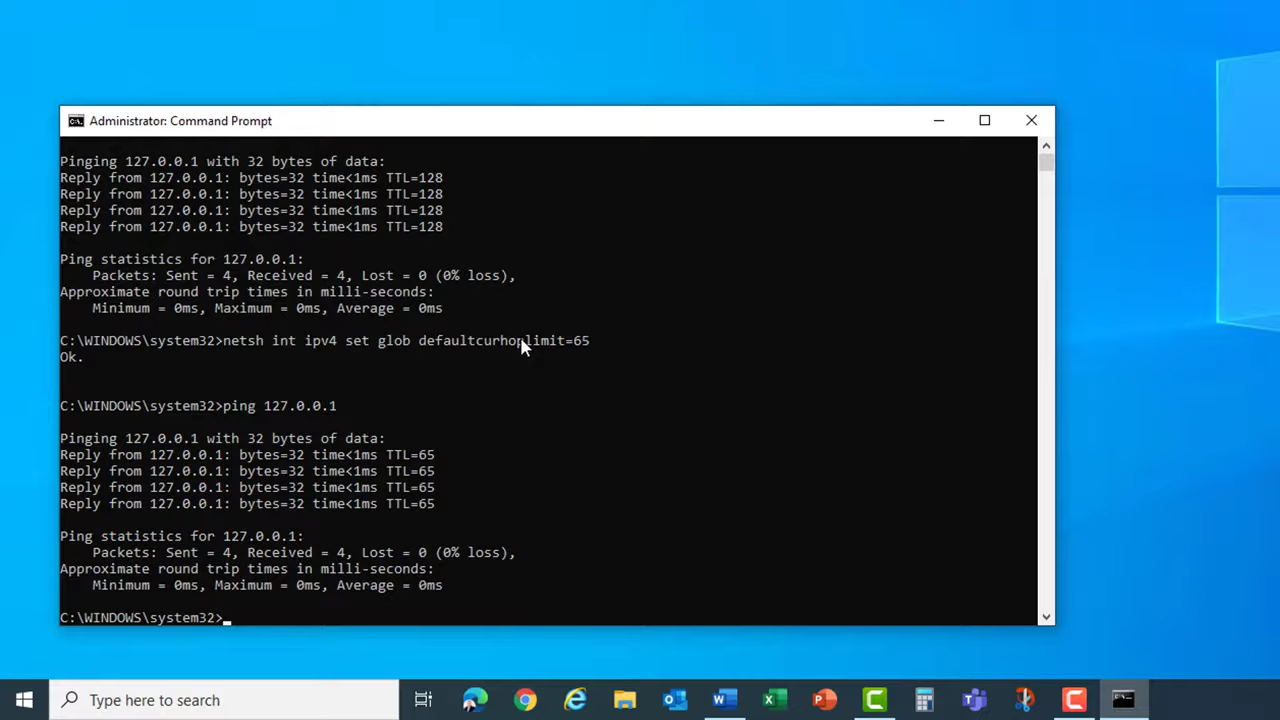 Administrator: Command Prompt
Pinging 127.0.0.1 with 32 bytes of data:
Reply from 127.0.0.1: bytes=32 time<1ms TTL=128
Reply from 127.0.0.1: bytes=32 time<1ms TTL=128
Reply from 127.0.0.1: bytes=32 time<1ms TTL=128
Reply from 127.0.0.1: bytes=32 time<1ms TTL=128
Ping statistics for 127.0.0.1:
    Packets: Sent = 4, Received = 4, Lost = 0 (0% loss),
Approximate round trip times in milli-seconds:
    Minimum = 0ms, Maximum = 0ms, Average = 0ms
C:\WINDOWS\system32>netsh int ipv4 set glob defaultcurhoplimit=65
Ok.
C:\WINDOWS\system32>ping 127.0.0.1
Pinging 127.0.0.1 with 32 bytes of data:
Reply from 127.0.0.1: bytes=32 time<1ms TTL=65
Reply from 127.0.0.1: bytes=32 time<1ms TTL=65
Reply from 127.0.0.1: bytes=32 time<1ms TTL=65
Reply from 127.0.0.1: bytes=32 time<1ms TTL=65
Ping statistics for 127.0.0.1:
    Packets: Sent = 4, Received = 4, Lost = 0 (0% loss),
Approximate round trip times in milli-seconds:
    Minimum = 0ms, Maximum = 0ms, Average = 0ms
C:\WINDOWS\system32>
Type here to search